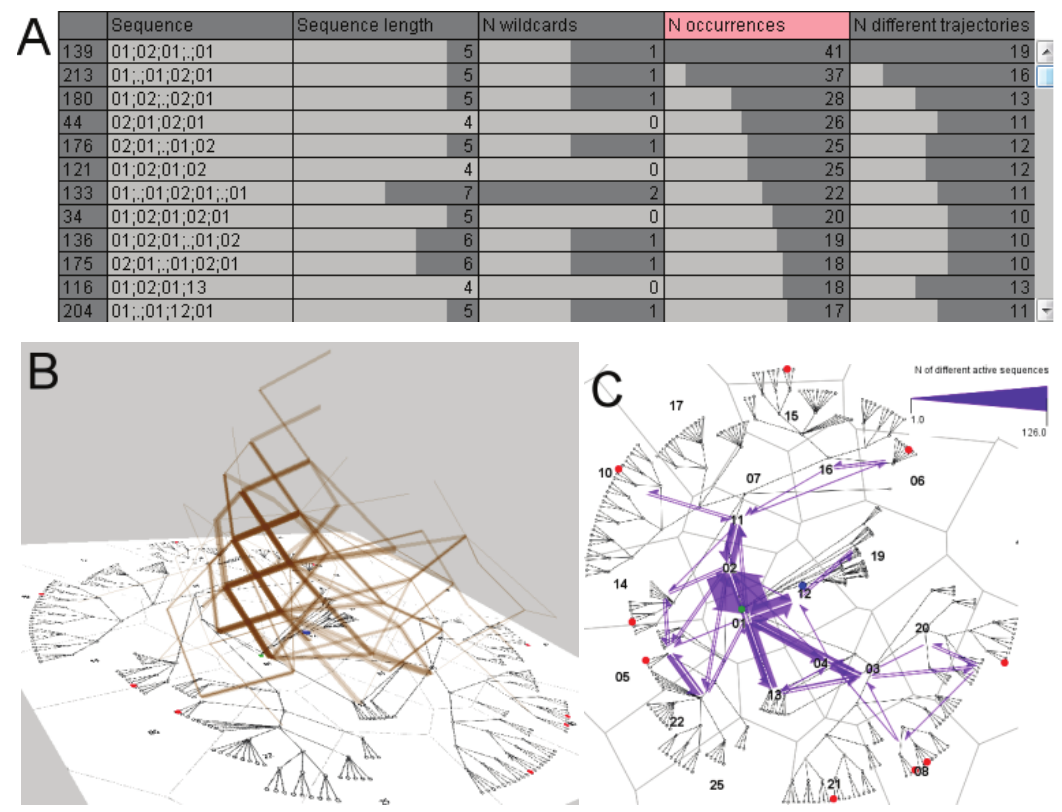 A
Sequence Sequence length N wildcards N occurrences N different trajectories
139 01;02;01;.;01 5 1 41 19
213 01;.;01;02;01 5 1 37 16
180 01;02;.;02;01 5 1 28 13
44 02;01;02;01 4 0 26 11
176 02;01;.;01;02 5 1 25 12
121 01;02;01;02 4 0 25 12
133 01;.;01;02;01;.;01 7 2 22 11
34 01;02;01;02;01 5 0 20 10
136 01;02;01;.;01;02 6 1 19 10
175 02;01;.;01;02;01 6 1 18 10
116 01;02;01;13 4 0 18 13
204 01;.;01;12;01 5 1 17 11
B
C
N of different active sequences
1.0
126.0
17
15
10
16
07
06
11
14
02
19
12
01
20
05
04
03
13
22
25
21
08